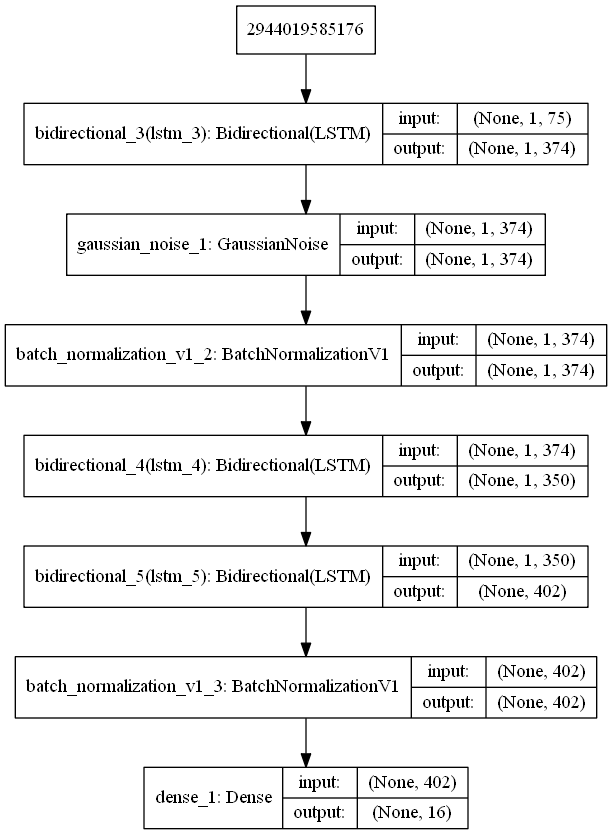 2944019585176
bidirectional_3(lstm_3): Bidirectional(LSTM)
input: (None, 1, 75)
output: (None, 1, 374)
gaussian_noise_1: GaussianNoise
input: (None, 1, 374)
output: (None, 1, 374)
batch_normalization_v1_2: BatchNormalizationV1
input: (None, 1, 374)
output: (None, 1, 374)
bidirectional_4(lstm_4): Bidirectional(LSTM)
input: (None, 1, 374)
output: (None, 1, 350)
bidirectional_5(lstm_5): Bidirectional(LSTM)
input: (None, 1, 350)
output: (None, 402)
batch_normalization_v1_3: BatchNormalizationV1
input: (None, 402)
output: (None, 402)
dense_1: Dense
input: (None, 402)
output: (None, 16)